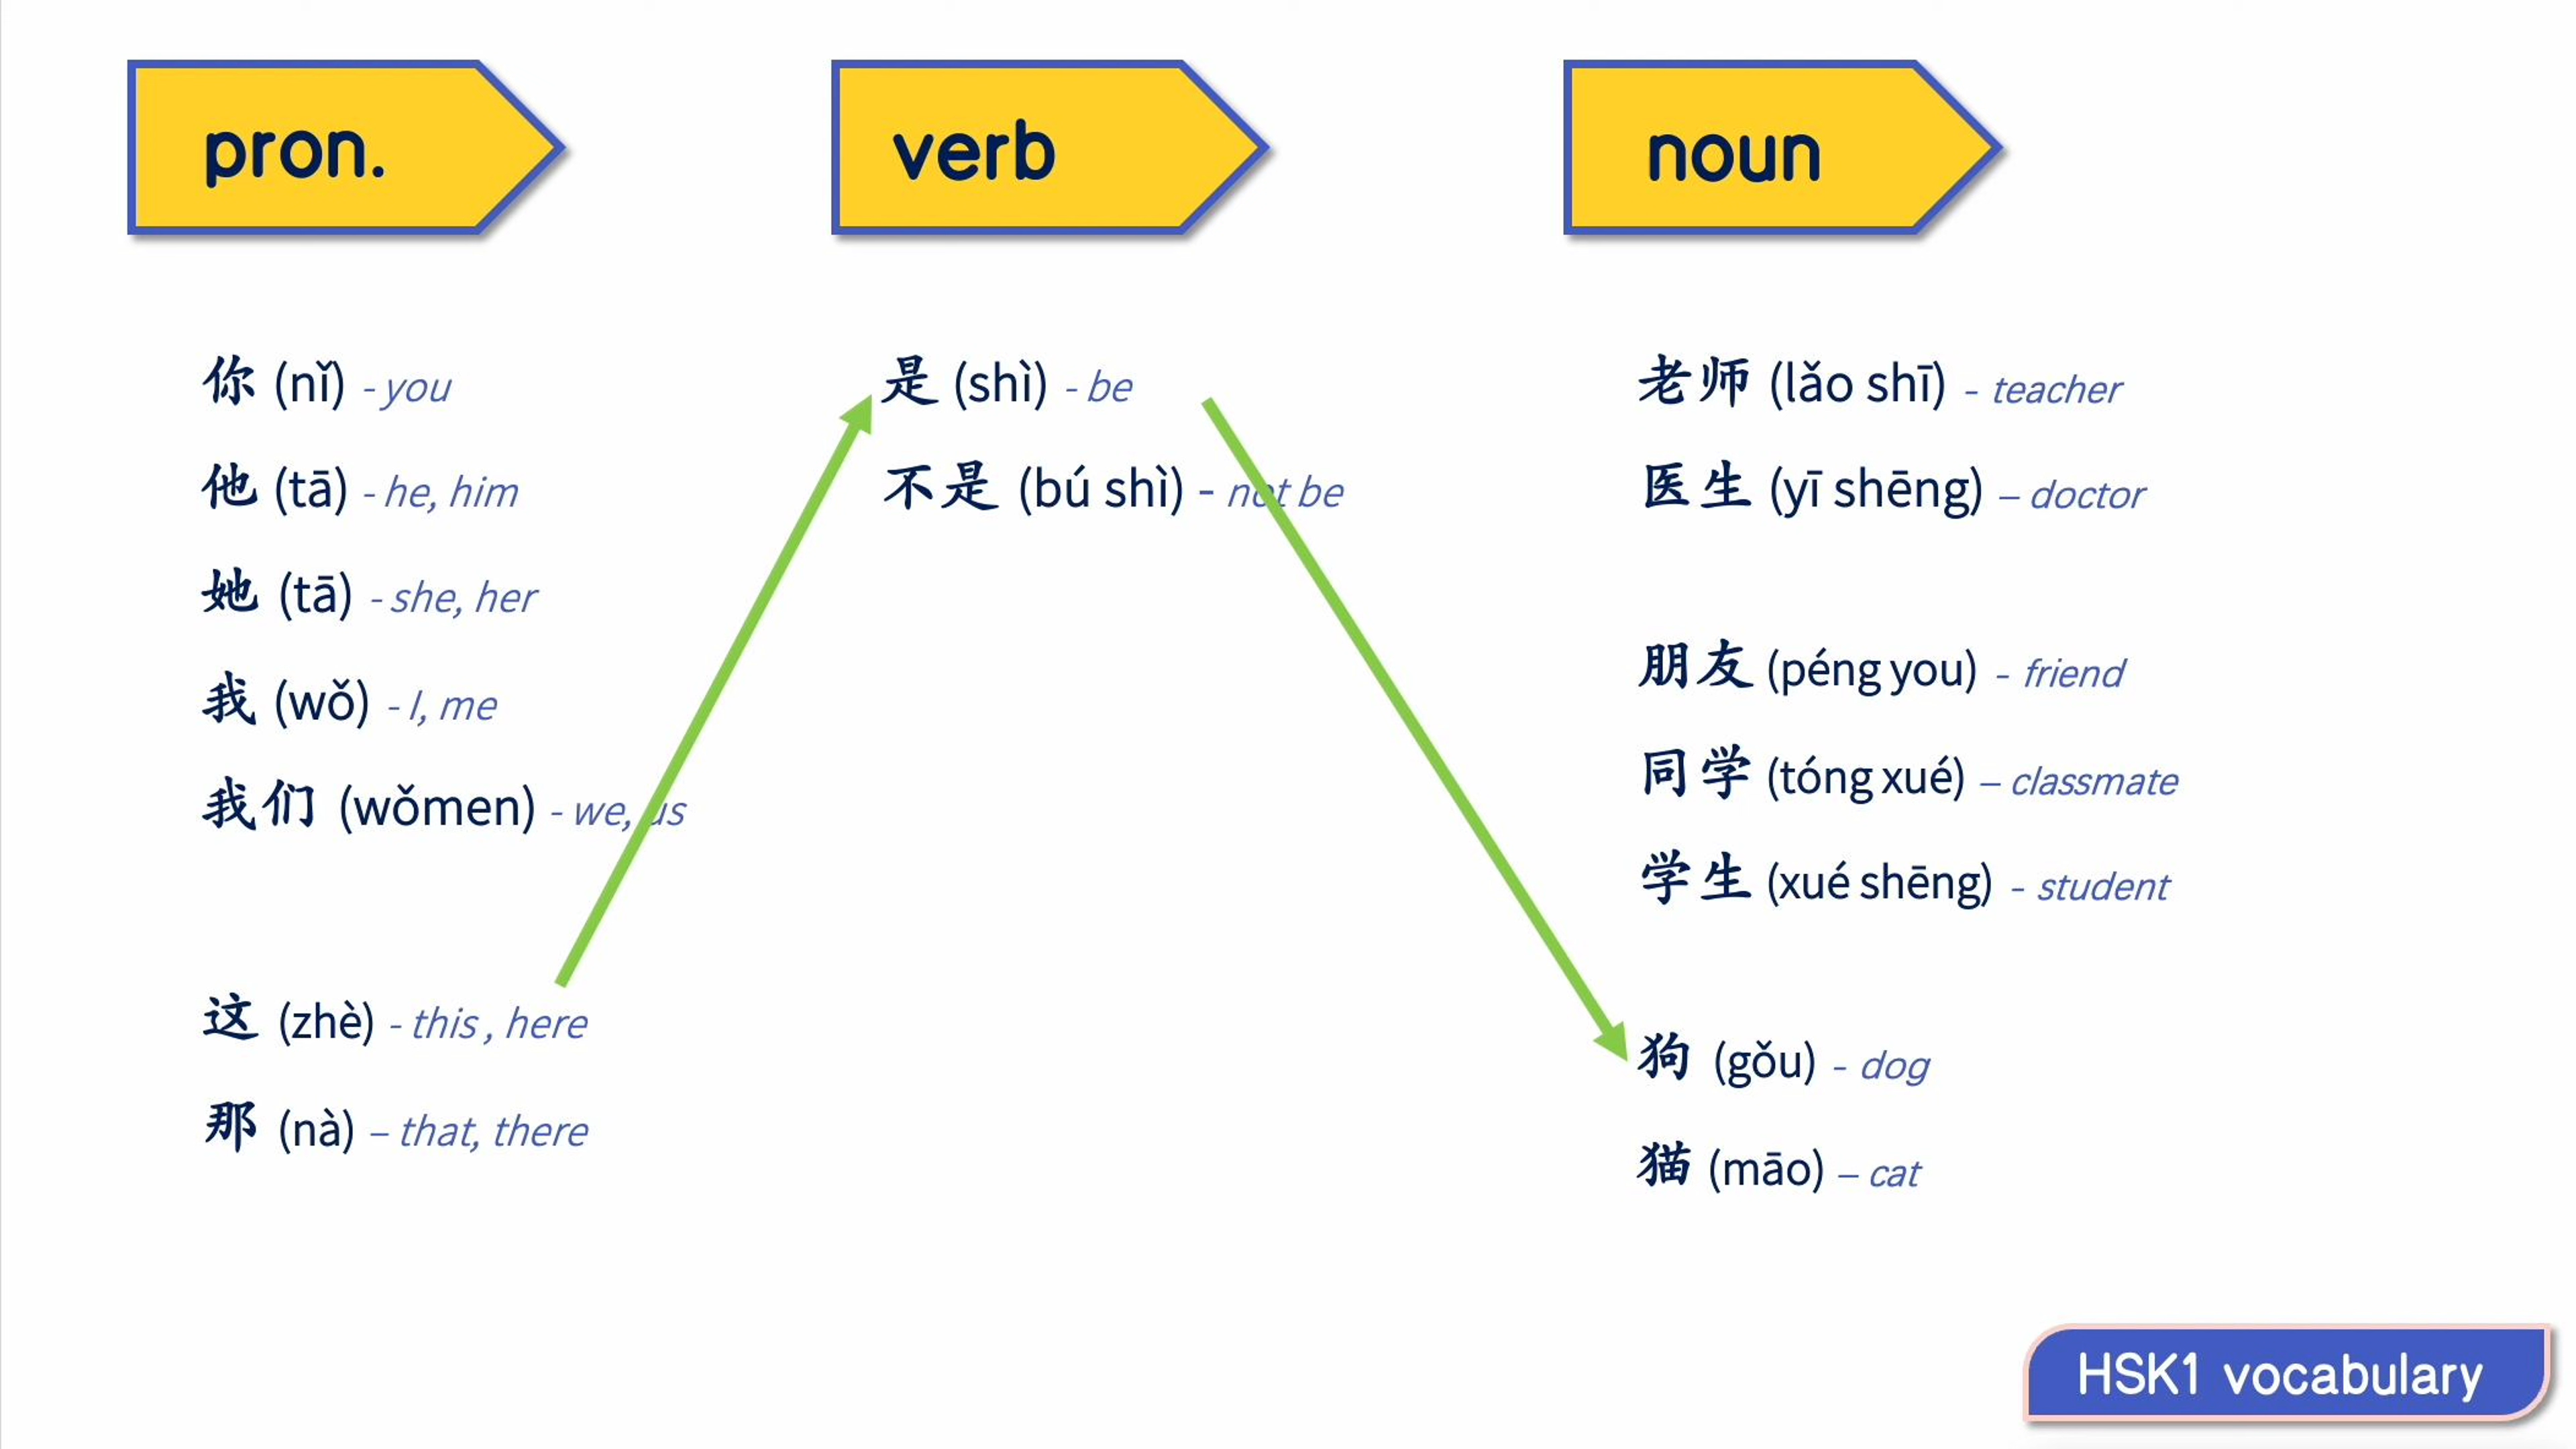 pron.
verb
noun
你 (nǐ) - you
他 (tā) - he, him
她 (tā) - she, her
我 (wǒ) - I, me
我们 (wǒmen) - we, us
这 (zhè) - this , here
那 (nà) – that, there
是 (shì) - be
不是 (bú shì) - not be
老师 (lǎo shī) - teacher
医生 (yī shēng) – doctor
朋友 (péng you) - friend
同学 (tóng xué) – classmate
学生 (xué shēng) - student
狗 (gǒu) - dog
猫 (māo) – cat
HSK1 vocabulary